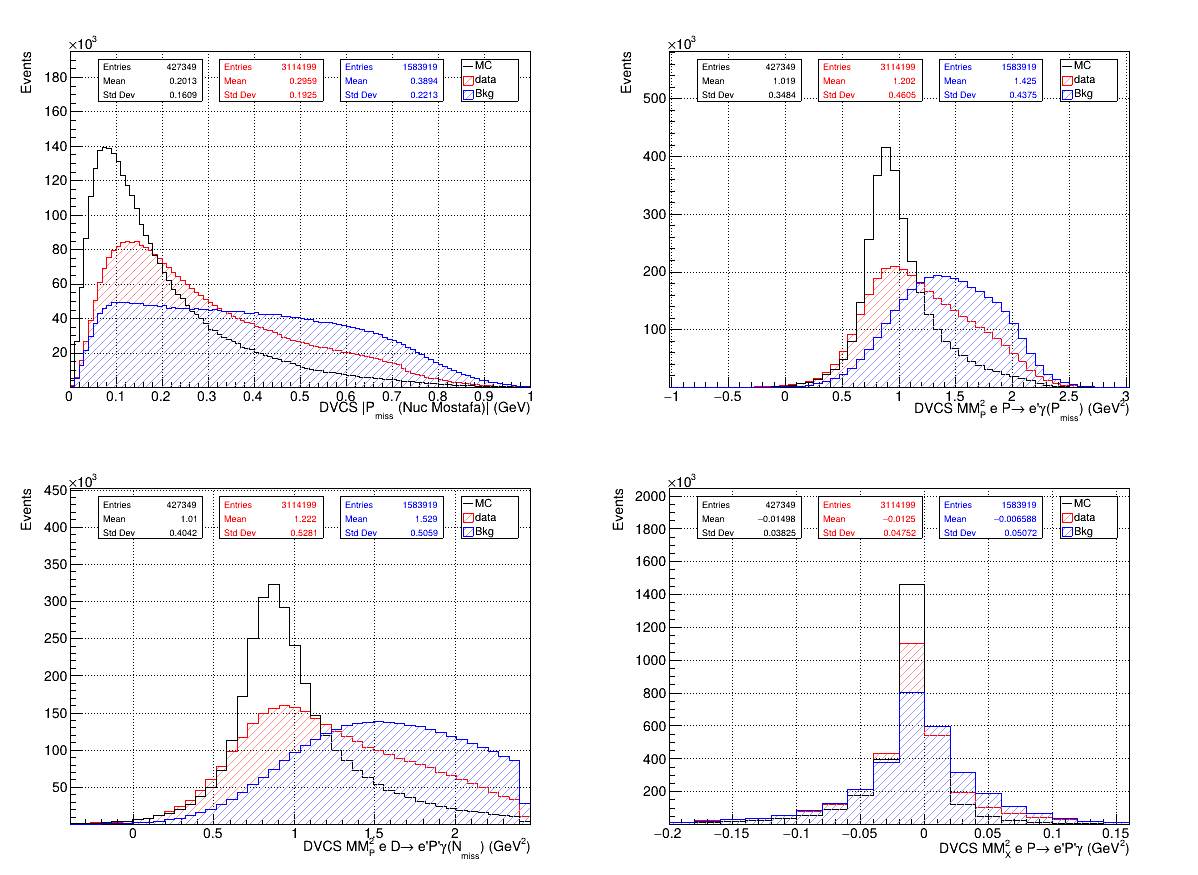 ×10³
Events
180
160
140
120
100
80
60
40
20
0 0.1 0.2 0.3 0.4 0.5 0.6 0.7 0.8 0.9 1
DVCS |P_miss (Nuc Mostafa)| (GeV)
Entries 427349
Mean 0.2013
Std Dev 0.1609
Entries 3114199
Mean 0.2959
Std Dev 0.1925
Entries 1583919
Mean 0.3894
Std Dev 0.2213
MC
data
Bkg
×10³
Events
500
400
300
200
100
−1 −0.5 0 0.5 1 1.5 2 2.5 3
DVCS MM²_P e P→ e'γ(P_miss) (GeV²)
Entries 427349
Mean 1.019
Std Dev 0.3484
Entries 3114199
Mean 1.202
Std Dev 0.4605
Entries 1583919
Mean 1.425
Std Dev 0.4375
MC
data
Bkg
×10³
Events
450
400
350
300
250
200
150
100
50
0 0.5 1 1.5 2
DVCS MM²_P e D→ e'P'γ(N_miss) (GeV²)
Entries 427349
Mean 1.01
Std Dev 0.4042
Entries 3114199
Mean 1.222
Std Dev 0.5281
Entries 1583919
Mean 1.529
Std Dev 0.5059
MC
data
Bkg
×10³
Events
2000
1800
1600
1400
1200
1000
800
600
400
200
−0.2 −0.15 −0.1 −0.05 0 0.05 0.1 0.15
DVCS MM²_X e P→ e'P'γ (GeV²)
Entries 427349
Mean −0.01498
Std Dev 0.03825
Entries 3114199
Mean −0.0125
Std Dev 0.04752
Entries 1583919
Mean −0.006588
Std Dev 0.05072
MC
data
Bkg